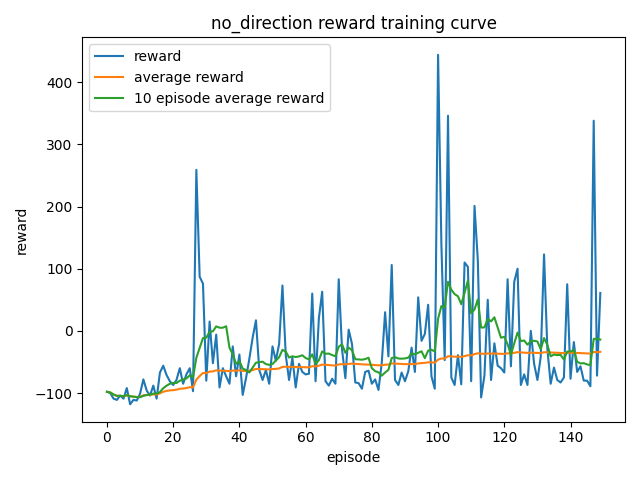 no_direction reward training curve
reward
average reward
10 episode average reward
reward
400
300
200
100
0
−100
0
20
40
60
80
100
120
140
episode